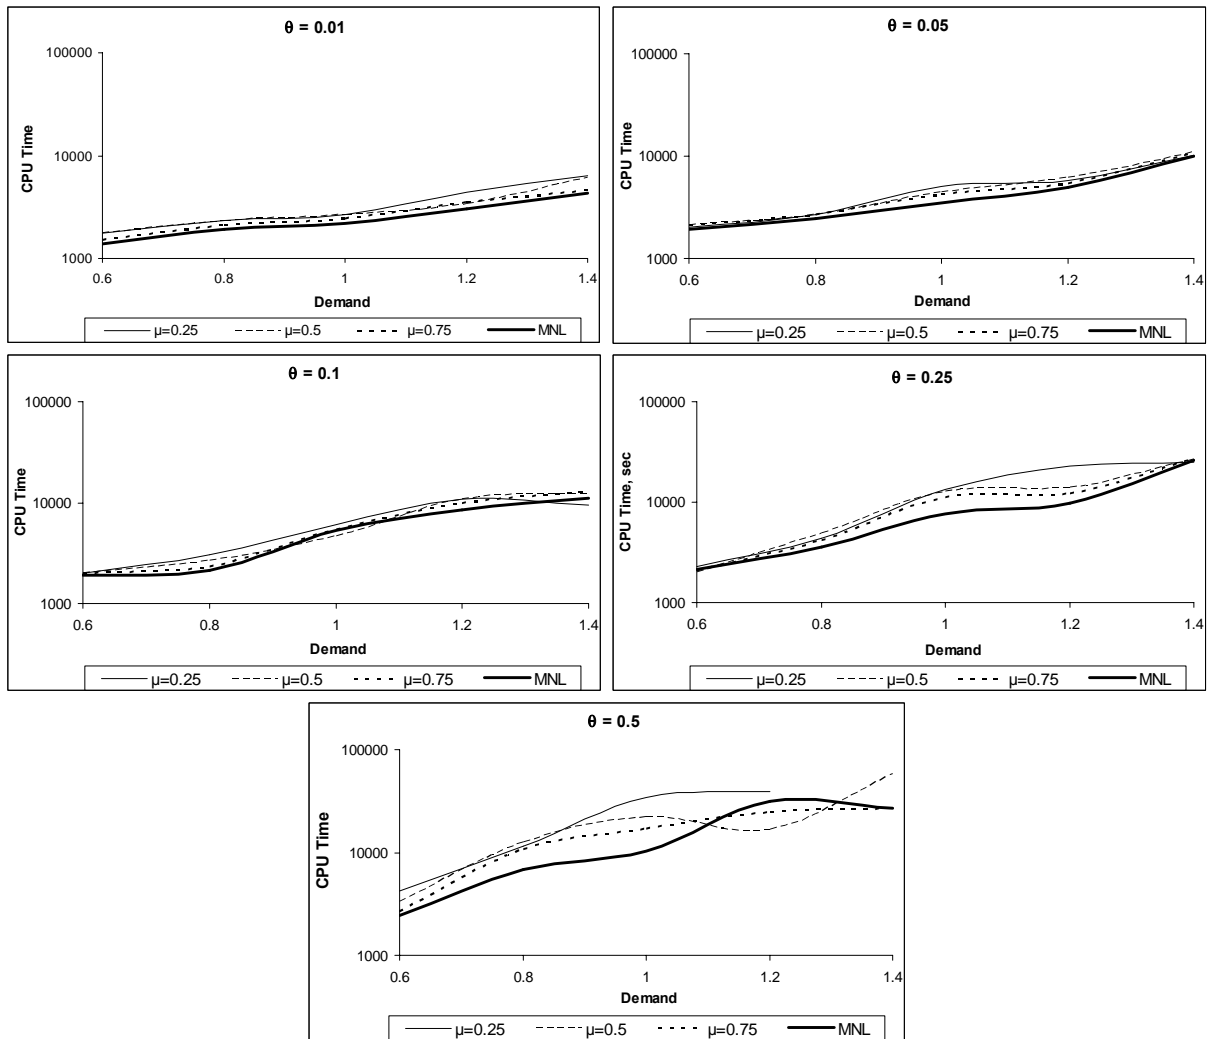 θ = 0.01
100000
10000
1000
CPU Time
0.6 0.8 1 1.2 1.4
Demand
μ=0.25 μ=0.5 μ=0.75 MNL
θ = 0.05
100000
10000
1000
CPU Time
0.6 0.8 1 1.2 1.4
Demand
μ=0.25 μ=0.5 μ=0.75 MNL
θ = 0.1
100000
10000
1000
CPU Time
0.6 0.8 1 1.2 1.4
Demand
μ=0.25 μ=0.5 μ=0.75 MNL
θ = 0.25
100000
10000
1000
CPU Time, sec
0.6 0.8 1 1.2 1.4
Demand
μ=0.25 μ=0.5 μ=0.75 MNL
θ = 0.5
100000
10000
1000
CPU Time
0.6 0.8 1 1.2 1.4
Demand
μ=0.25 μ=0.5 μ=0.75 MNL